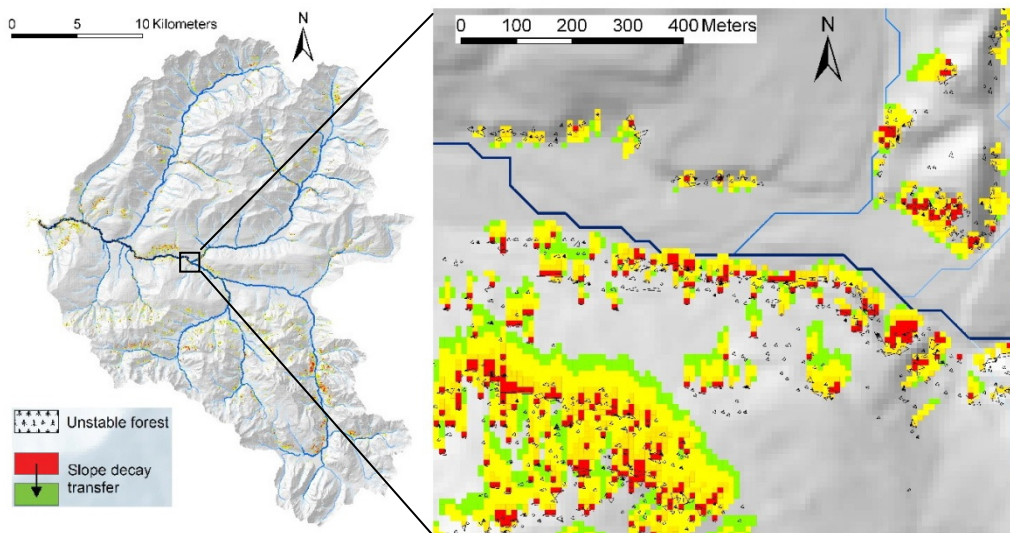 0 5 10 Kilometers
N
0 100 200 300 400 Meters
N
Unstable forest
Slope decay
transfer